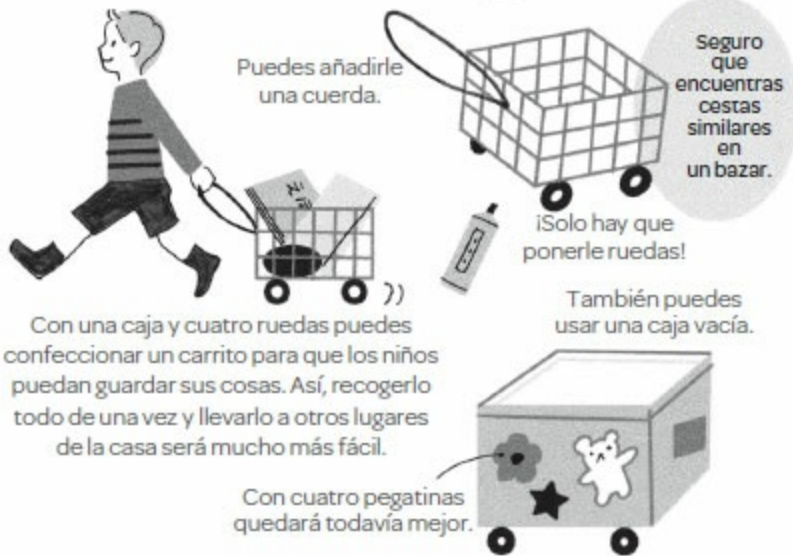 Puedes añadirle
una cuerda.
Seguro
que
encuentras
cestas
similares
en
un bazar.
¡Solo hay que
ponerle ruedas!
También puedes
usar una caja vacía.
Con una caja y cuatro ruedas puedes
confeccionar un carrito para que los niños
puedan guardar sus cosas. Así, recogerlo
todo de una vez y llevarlo a otros lugares
de la casa será mucho más fácil.
Con cuatro pegatinas
quedará todavía mejor.